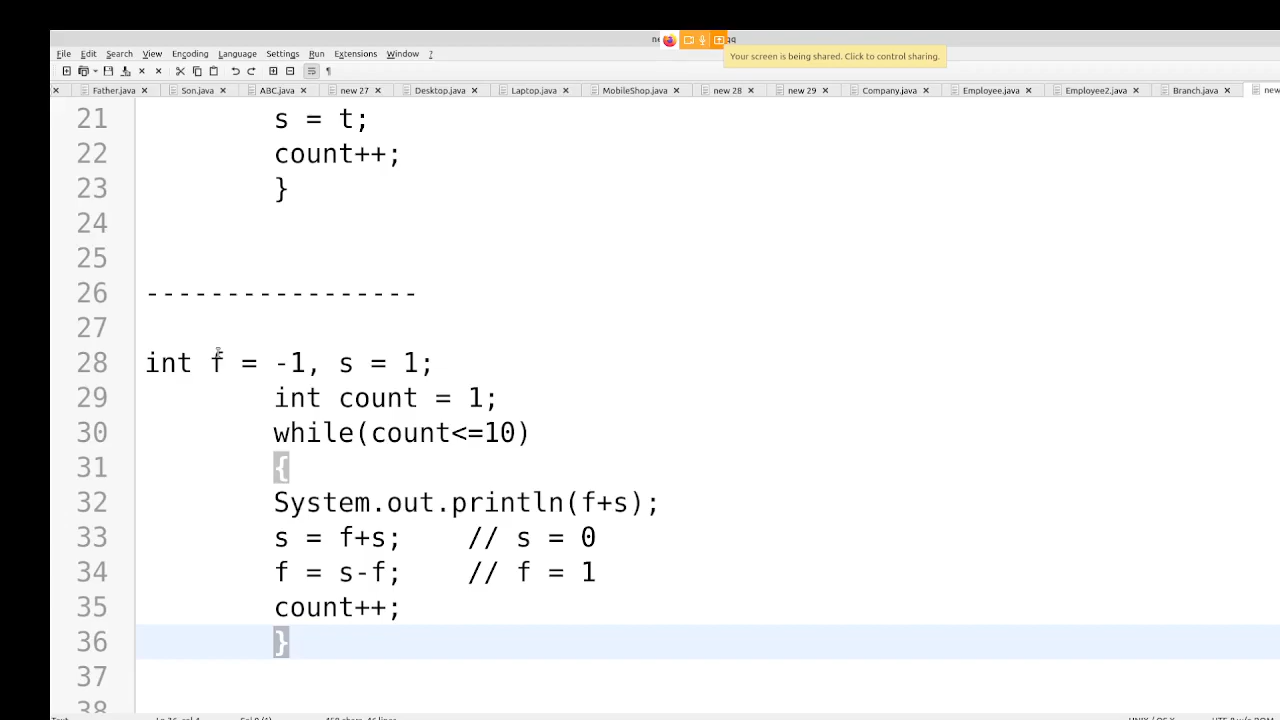 Your screen is being shared. Click to control sharing.
File Edit Search View Encoding Language Settings Run Extensions Window ?
Father.java Son.java ABC.java new 27 Desktop.java Laptop.java MobileShop.java new 28 new 29 Company.java Employee.java Employee2.java Branch.java new
21 s = t;
22 count++;
23 }
24
25
26 -----------------
27
28 int f = -1, s = 1;
29 int count = 1;
30 while(count<=10)
31 {
32 System.out.println(f+s);
33 s = f+s; // s = 0
34 f = s-f; // f = 1
35 count++;
36 }
37
38